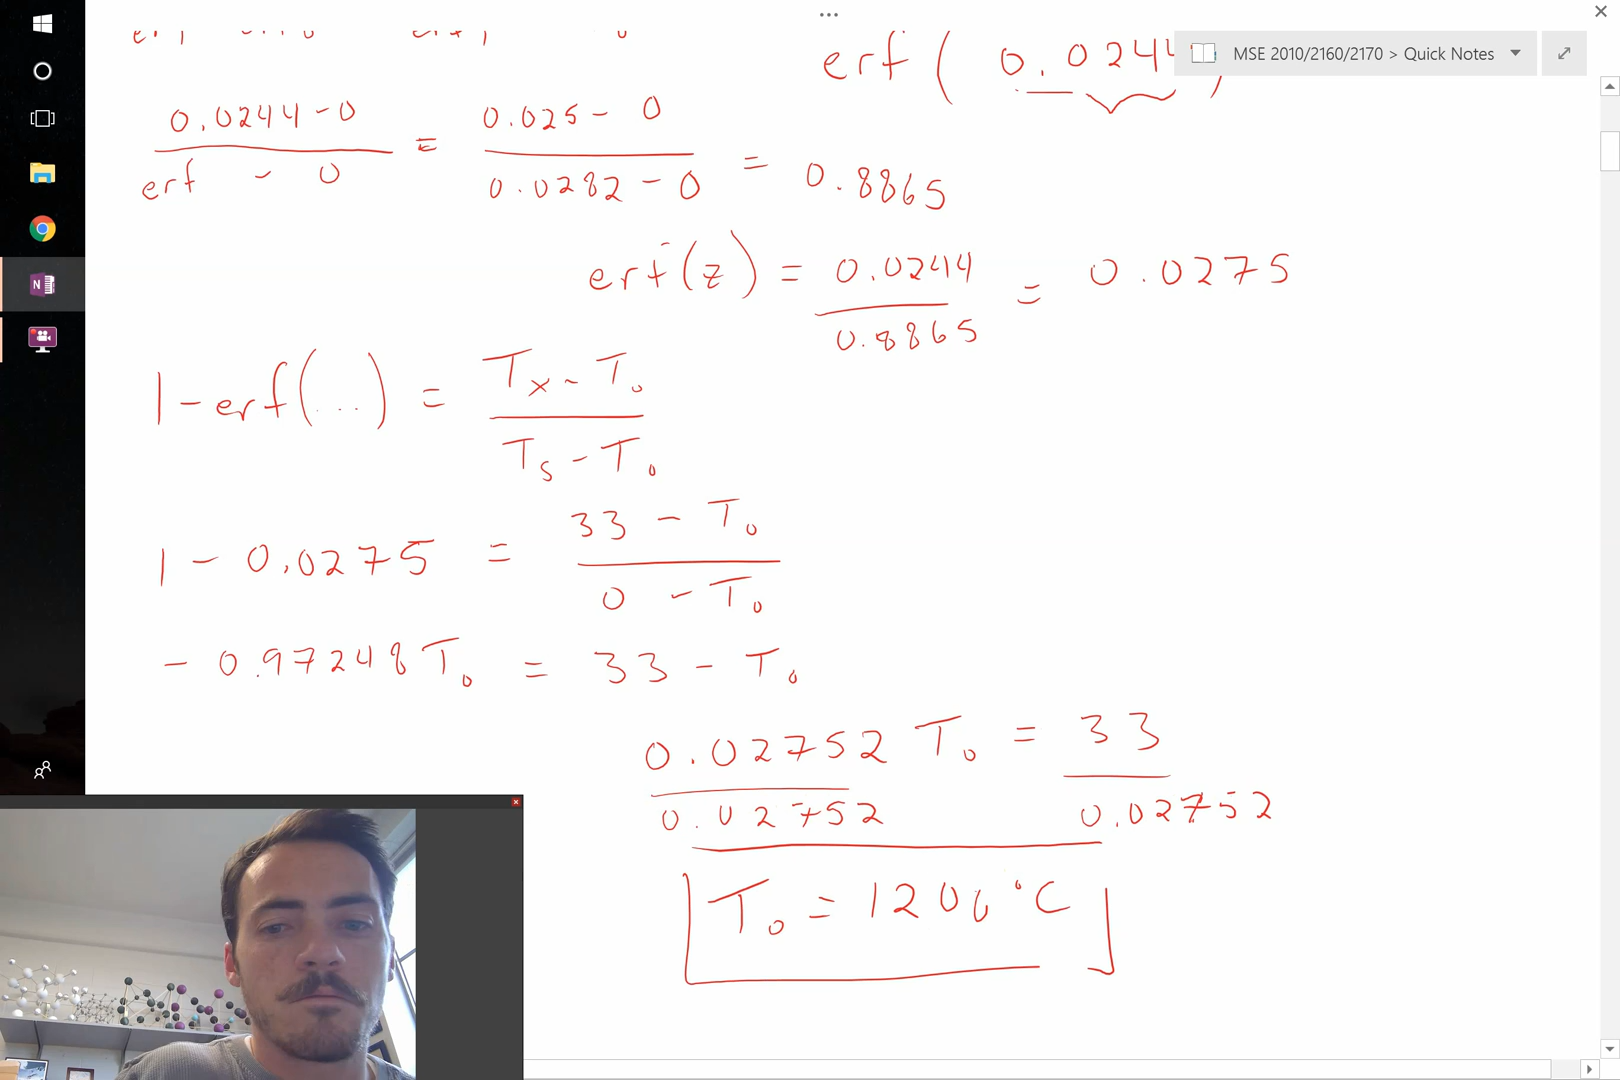 MSE 2010/2160/2170 > Quick Notes
erf ( 0.0244 )
0.0244 - 0 / erf - 0 = 0.025 - 0 / 0.0282 - 0 = 0.8865
erf(z) = 0.0244 / 0.8865 = 0.0275
1 - erf(...) = Tx - To / Ts - To
1 - 0.0275 = 33 - To / 0 - To
- 0.97248 To = 33 - To
0.02752 To = 33
0.02752 0.02752
To = 1200°C